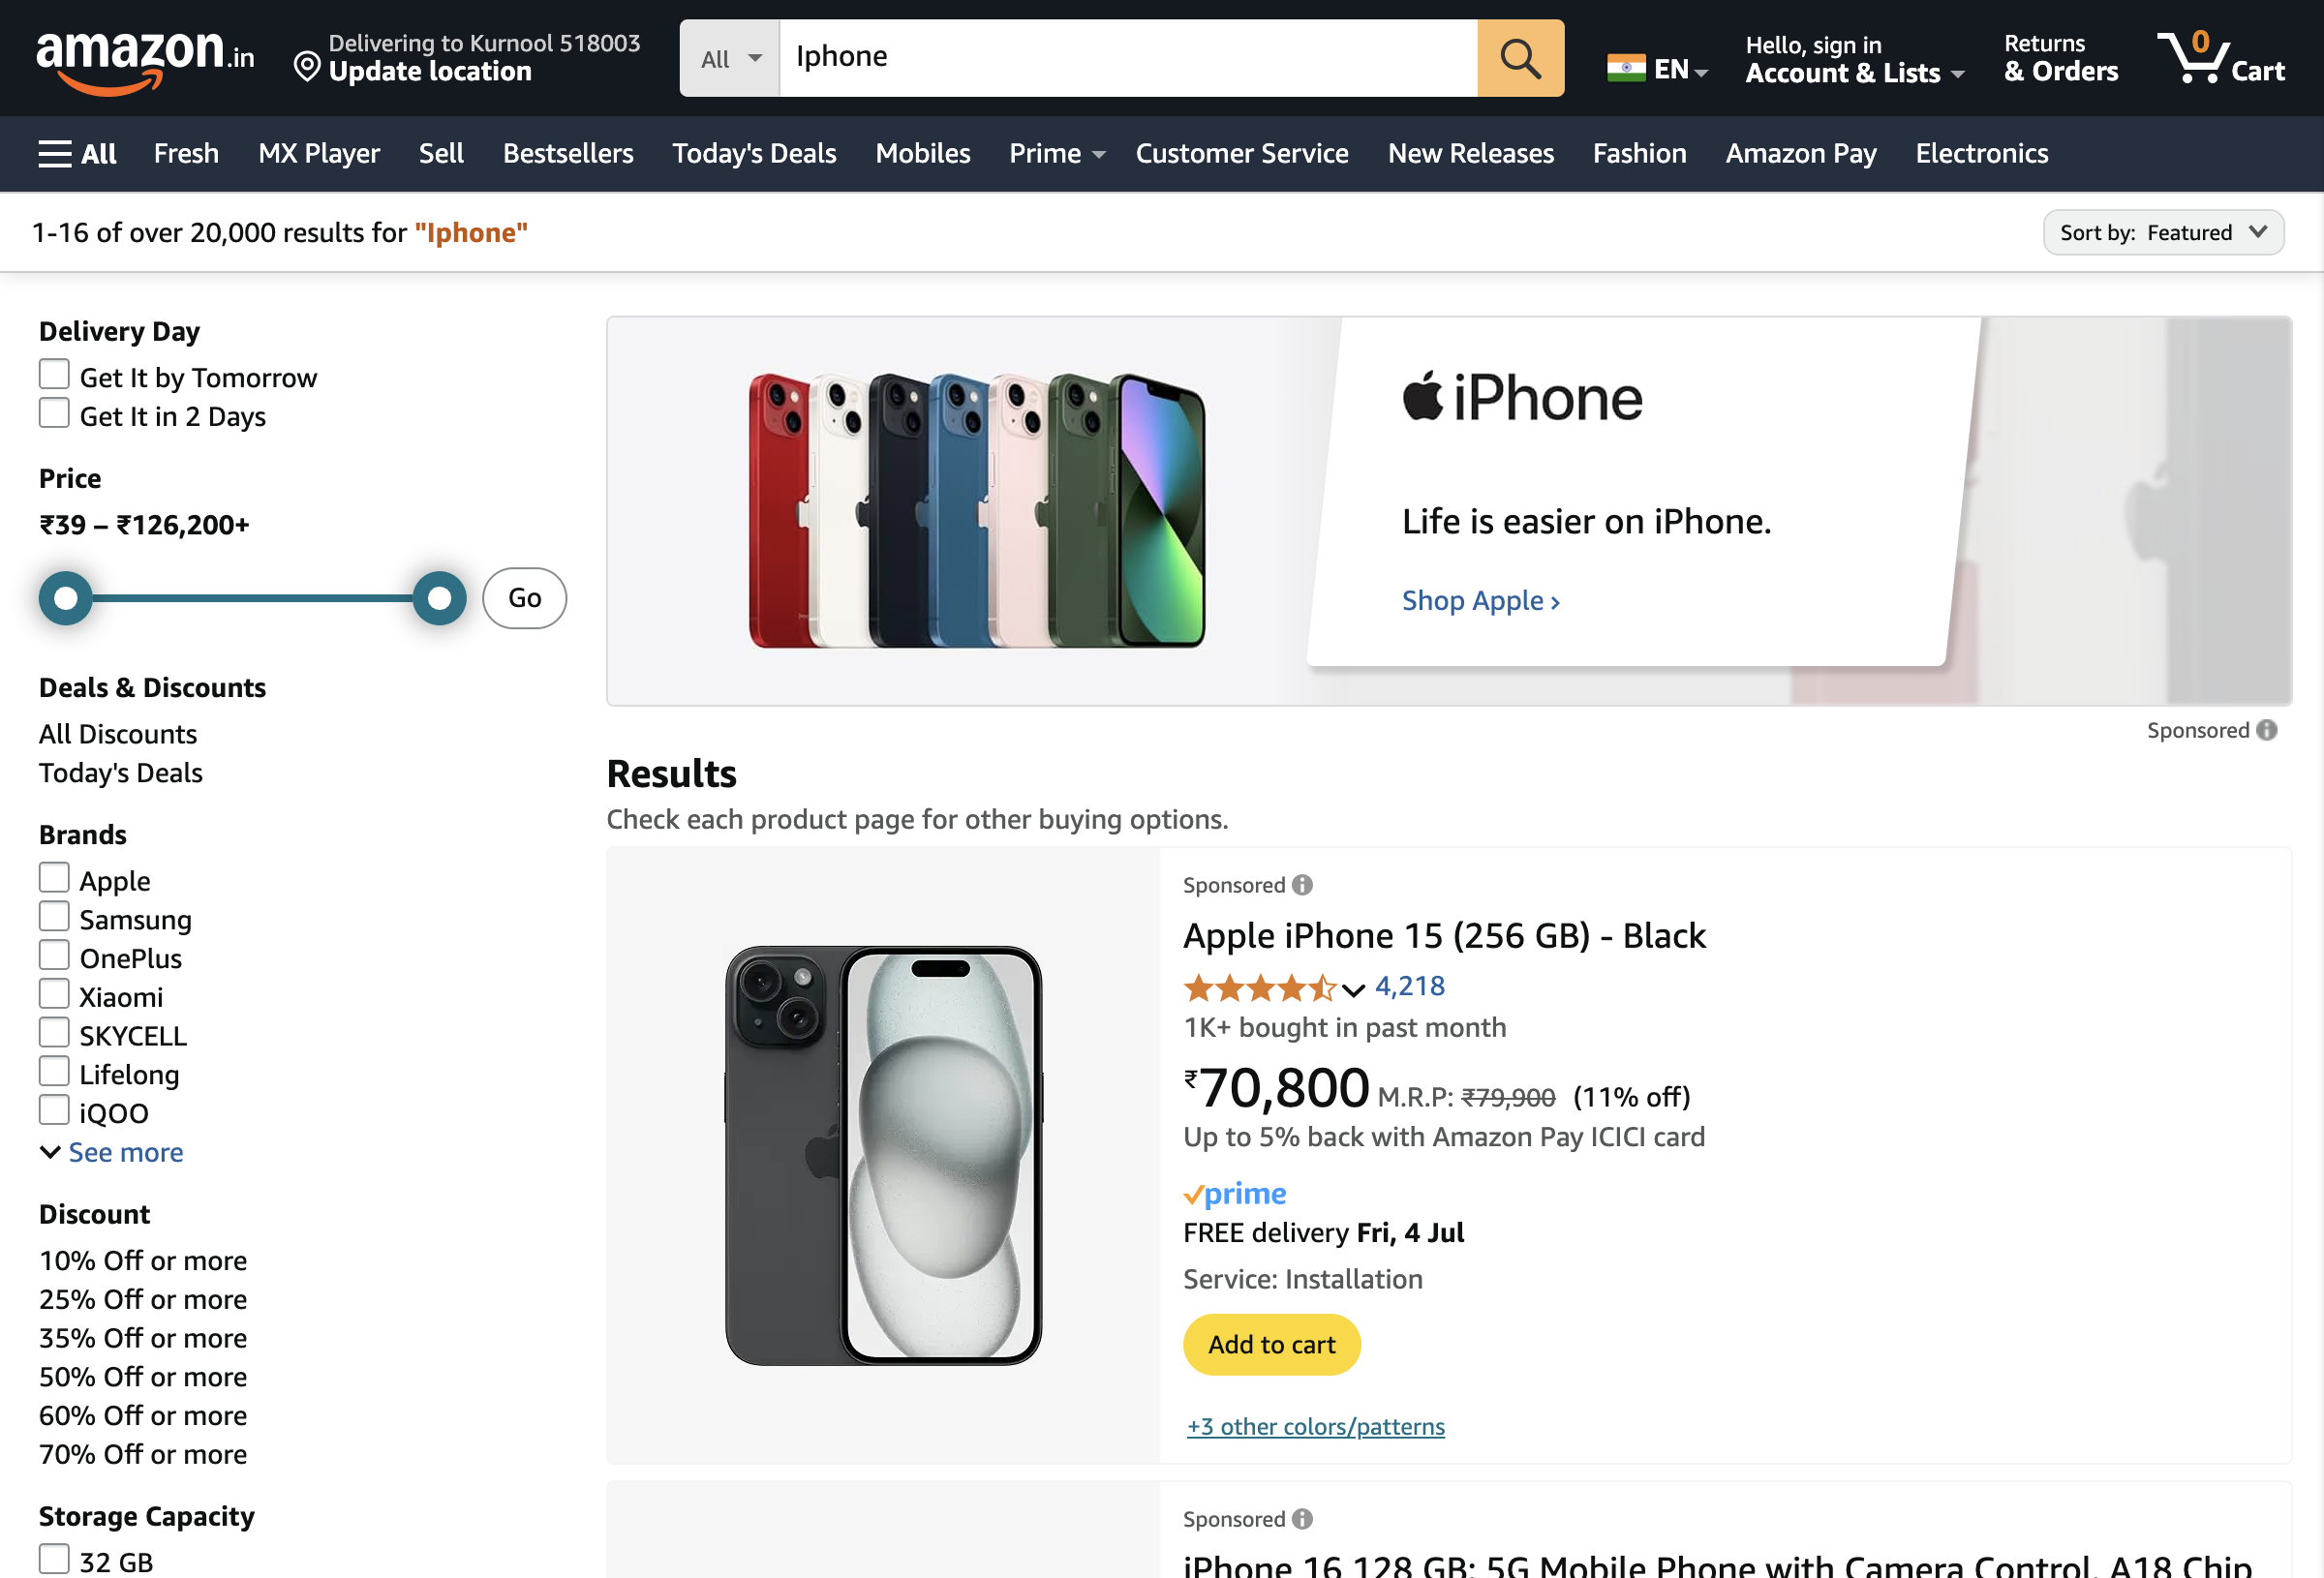 amazon.in
Delivering to Kurnool 518003
Update location
All
Iphone
EN
Hello, sign in
Account & Lists
Returns
& Orders
0
Cart
All
Fresh
MX Player
Sell
Bestsellers
Today's Deals
Mobiles
Prime
Customer Service
New Releases
Fashion
Amazon Pay
Electronics
1-16 of over 20,000 results for "Iphone"
Sort by: Featured
Delivery Day
Get It by Tomorrow
Get It in 2 Days
Price
₹39 – ₹126,200+
Go
Deals & Discounts
All Discounts
Today's Deals
Brands
Apple
Samsung
OnePlus
Xiaomi
SKYCELL
Lifelong
iQOO
See more
Discount
10% Off or more
25% Off or more
35% Off or more
50% Off or more
60% Off or more
70% Off or more
Storage Capacity
32 GB
iPhone
Life is easier on iPhone.
Shop Apple ›
Sponsored
Results
Check each product page for other buying options.
Sponsored
Apple iPhone 15 (256 GB) - Black
4,218
1K+ bought in past month
₹70,800 M.R.P: ₹79,900 (11% off)
Up to 5% back with Amazon Pay ICICI card
prime
FREE delivery Fri, 4 Jul
Service: Installation
Add to cart
+3 other colors/patterns
Sponsored
iPhone 16 128 GB: 5G Mobile Phone with Camera Control, A18 Chip